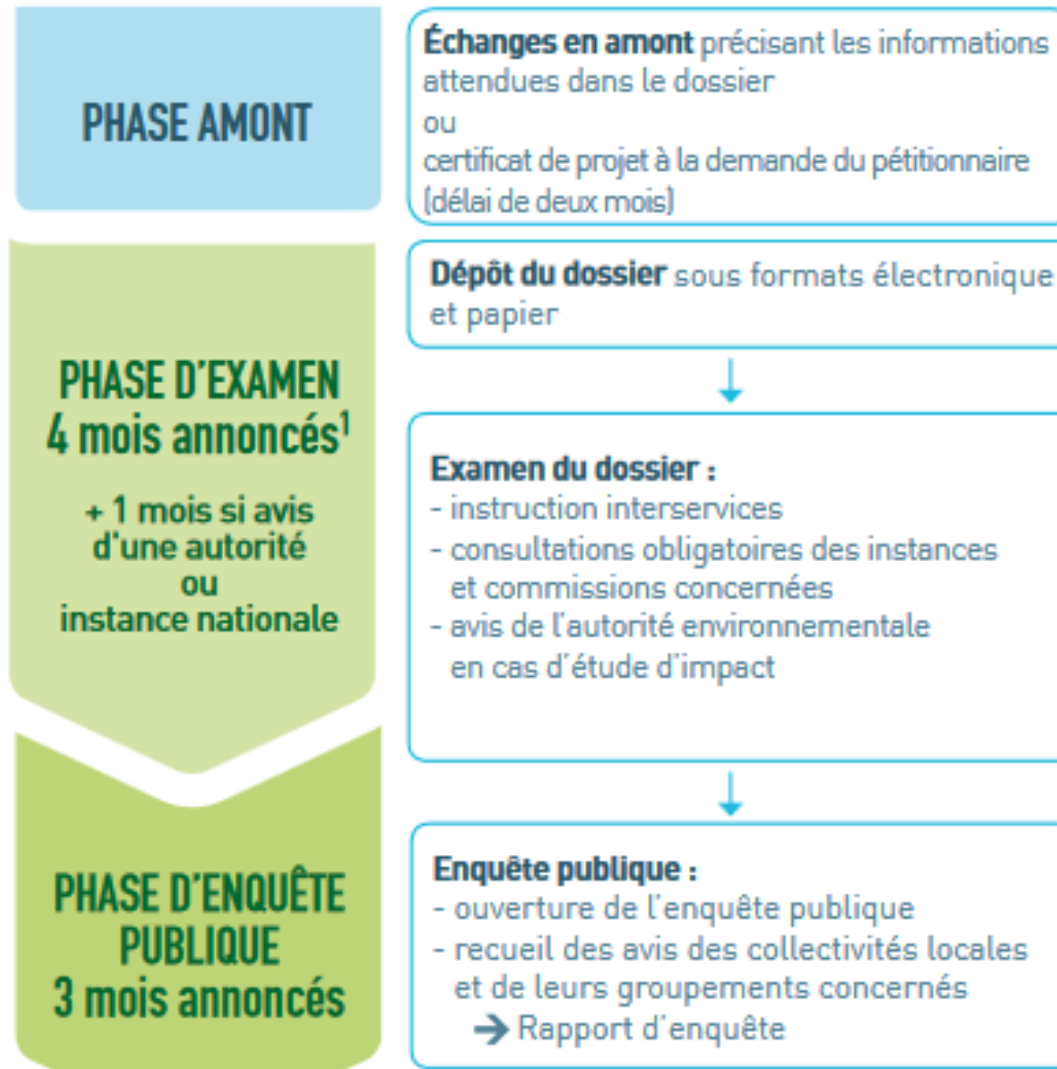 PHASE AMONT
Échanges en amont précisant les informations
attendues dans le dossier
ou
certificat de projet à la demande du pétitionnaire
(délai de deux mois)
PHASE D'EXAMEN
4 mois annoncés¹
+ 1 mois si avis
d'une autorité
ou
instance nationale
Dépôt du dossier sous formats électronique
et papier
Examen du dossier :
- instruction interservices
- consultations obligatoires des instances
et commissions concernées
- avis de l'autorité environnementale
en cas d'étude d'impact
PHASE D'ENQUÊTE
PUBLIQUE
3 mois annoncés
Enquête publique :
- ouverture de l'enquête publique
- recueil des avis des collectivités locales
et de leurs groupements concernés
➔ Rapport d'enquête